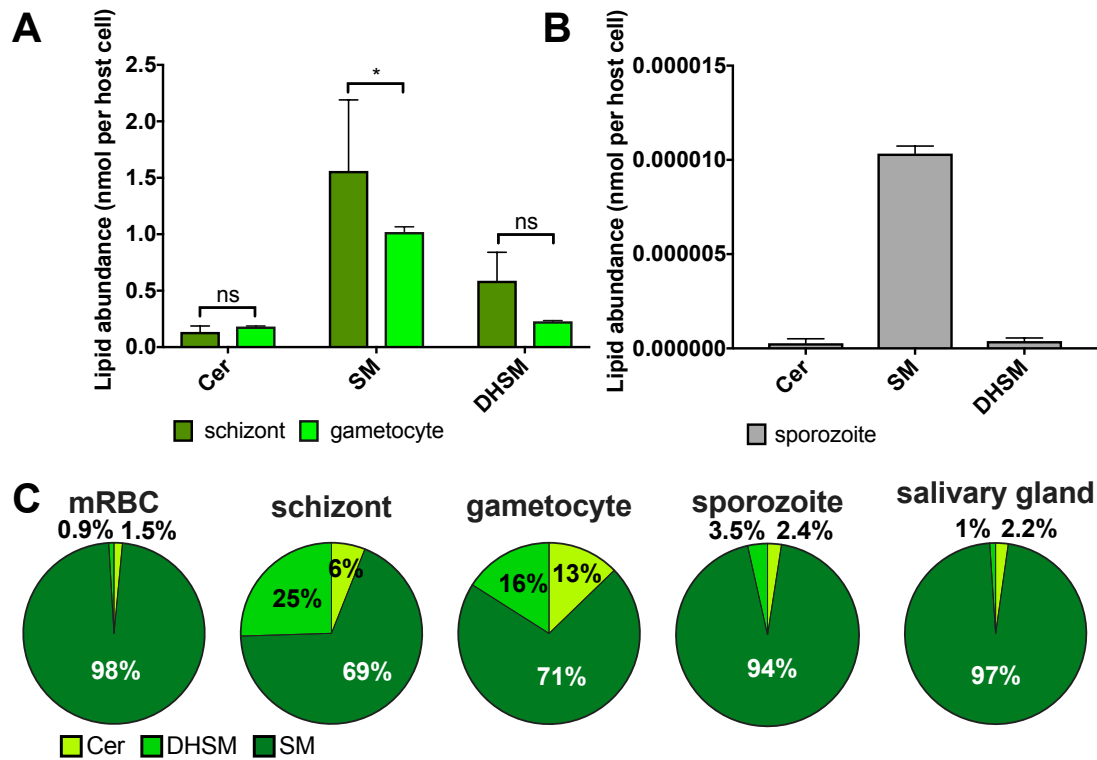 A
Lipid abundance (nmol per host cell)
2.5
2.0
1.5
1.0
0.5
0.0
ns
*
ns
Cer
SM
DHSM
schizont
gametocyte
B
Lipid abundance (nmol per host cell)
0.000015
0.000010
0.000005
0.000000
Cer
SM
DHSM
sporozoite
C
mRBC
0.9%
1.5%
98%
schizont
6%
25%
69%
gametocyte
16%
13%
71%
sporozoite
3.5%
2.4%
94%
salivary gland
1%
2.2%
97%
Cer
DHSM
SM